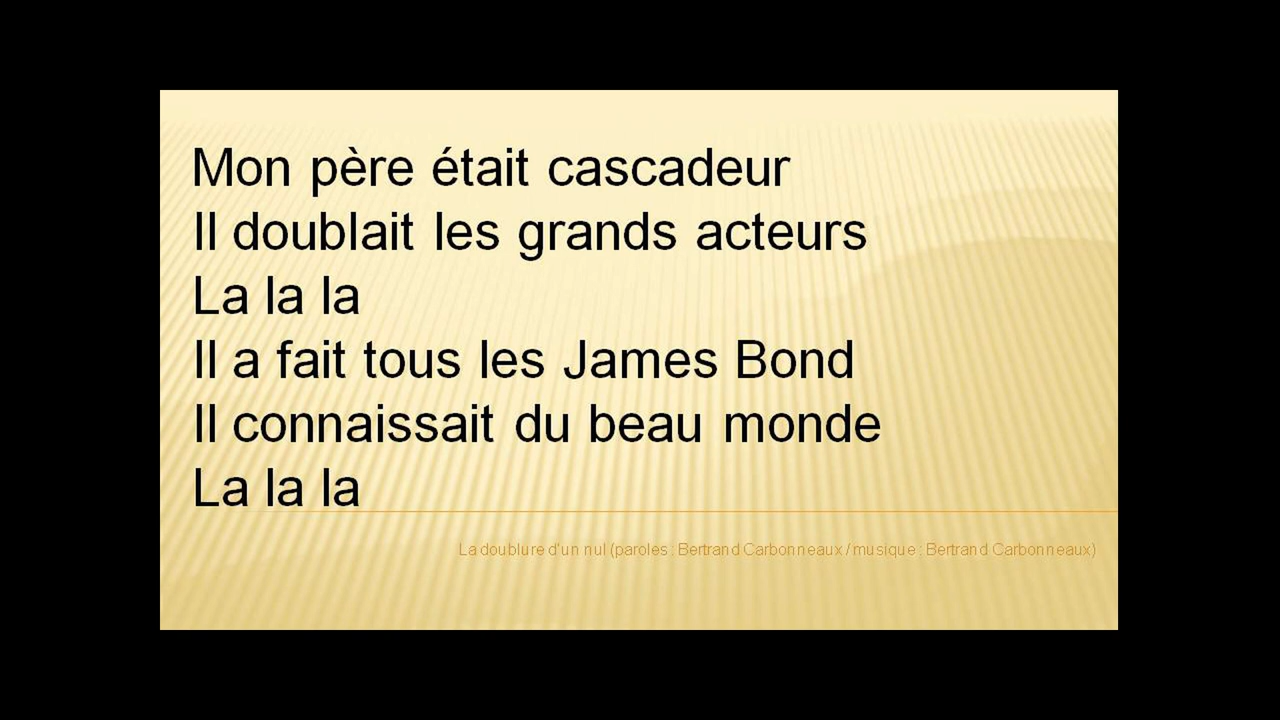 Mon père était cascadeur
Il doublait les grands acteurs
La la la
Il a fait tous les James Bond
Il connaissait du beau monde
La la la
La doublure d'un nul (paroles : Bertrand Carbonneaux / musique : Bertrand Carbonneaux)